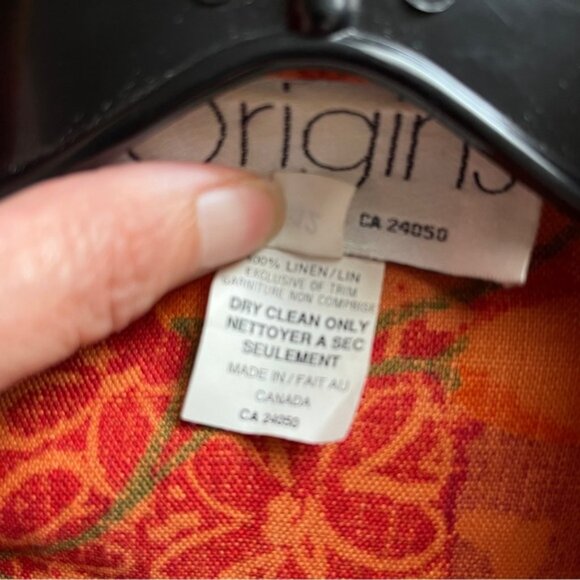 Origins
12
CA 24050
100% LINEN/LIN
EXCLUSIVE OF TRIM
GARNITURE NON COMPRISE
DRY CLEAN ONLY
NETTOYER A SEC
SEULEMENT
MADE IN/FAIT AU
CANADA
CA 24050